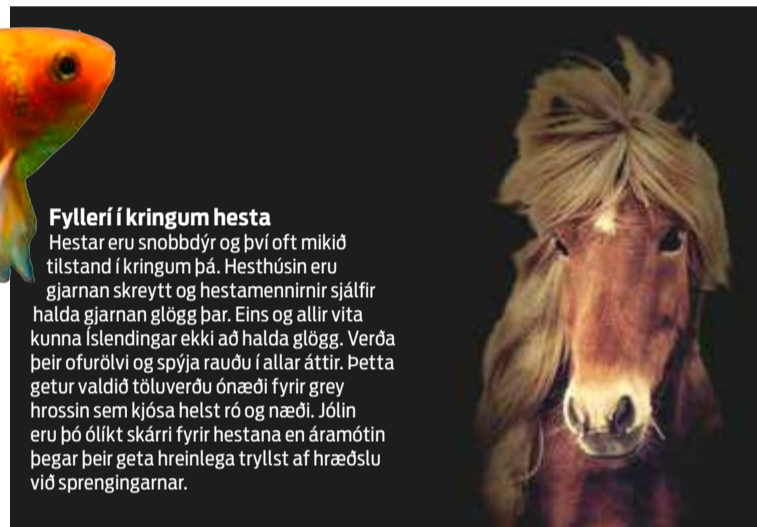 Fyllerí í kringum hesta
Hestar eru snobbdýr og því oft mikið
tilstand í kringum þá. Hesthúsin eru
gjarnan skreytt og hestamennirnir sjálfir
halda gjarnan glögg þar. Eins og allir vita
kunna Íslendingar ekki að halda glögg. Verða
þeir ofurölvi og spýja rauðu í allar áttir. Þetta
getur valdið töluverðu ónæði fyrir grey
hrossin sem kjósa helst ró og næði. Jólin
eru þó ólíkt skárri fyrir hestana en áramótin
þegar þeir geta hreinlega tryllst af hræðslu
við sprengingarnar.